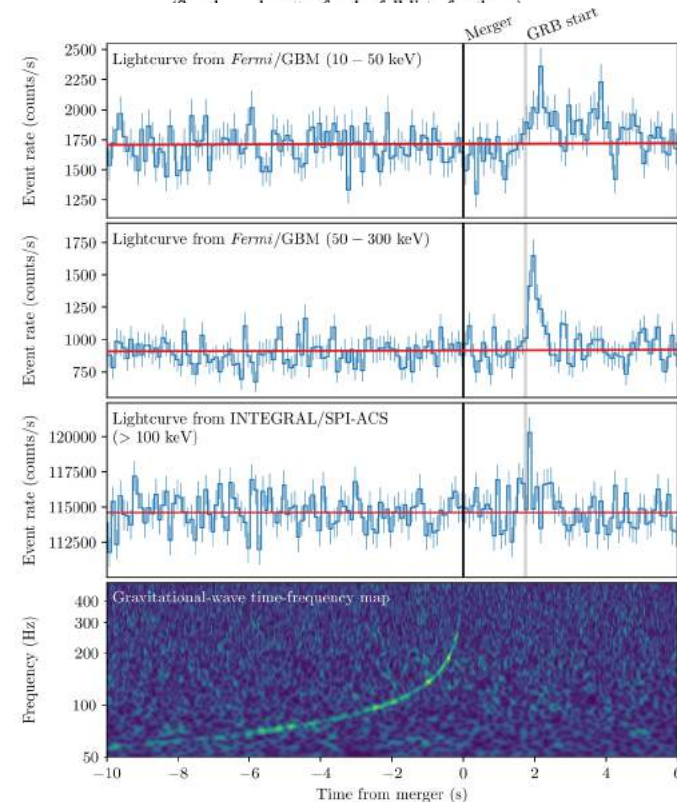 Merger
GRB start
Lightcurve from Fermi/GBM (10 − 50 keV)
Event rate (counts/s)
2500
2250
2000
1750
1500
1250
Lightcurve from Fermi/GBM (50 − 300 keV)
Event rate (counts/s)
1750
1500
1250
1000
750
Lightcurve from INTEGRAL/SPI-ACS
(> 100 keV)
Event rate (counts/s)
120000
117500
115000
112500
Gravitational-wave time-frequency map
Frequency (Hz)
400
300
200
100
50
−10 −8 −6 −4 −2 0 2 4 6
Time from merger (s)